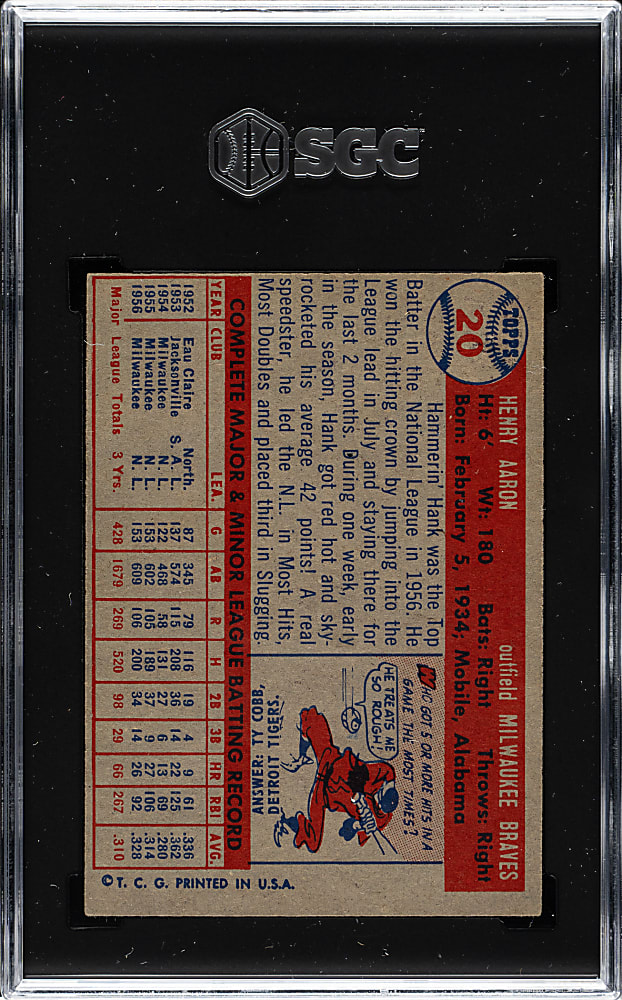 SGC
TOPPS
20
HENRY AARON
outfield MILWAUKEE BRAVES
Ht: 6' Wt: 180 Bats: Right Throws: Right
Born: February 5, 1934; Mobile, Alabama
Hammerin' Hank was the Top
Batter in the National League in 1956. He
won the hitting crown by jumping into the
League lead in July and staying there for
the last 2 months. During one week, early
in the season, Hank got red hot and sky-
rocketed his average 42 points! A real
speedster, he led the N.L. in Most Hits,
Most Doubles and placed third in Slugging.
WHO GOT 5 OR MORE HITS IN A
GAME THE MOST TIMES?
HE TREATS ME
SO ROUGH!
ANSWER: TY COBB,
DETROIT TIGERS.
COMPLETE MAJOR & MINOR LEAGUE BATTING RECORD
YEAR CLUB LEA. G AB R H 2B 3B HR RBI AVG.
1952 Eau Claire North. 87 345 79 116 19 4 9 61 .336
1953 Jacksonville S. A. L. 137 574 115 208 36 14 22 125 .362
1954 Milwaukee N. L. 122 468 58 131 27 6 13 69 .280
1955 Milwaukee N. L. 153 602 105 189 37 9 27 106 .314
1956 Milwaukee N. L. 153 609 106 200 34 14 26 92 .328
Major League Totals 3 Yrs. 428 1679 269 520 98 29 66 267 .310
© T. C. G. PRINTED IN U.S.A.